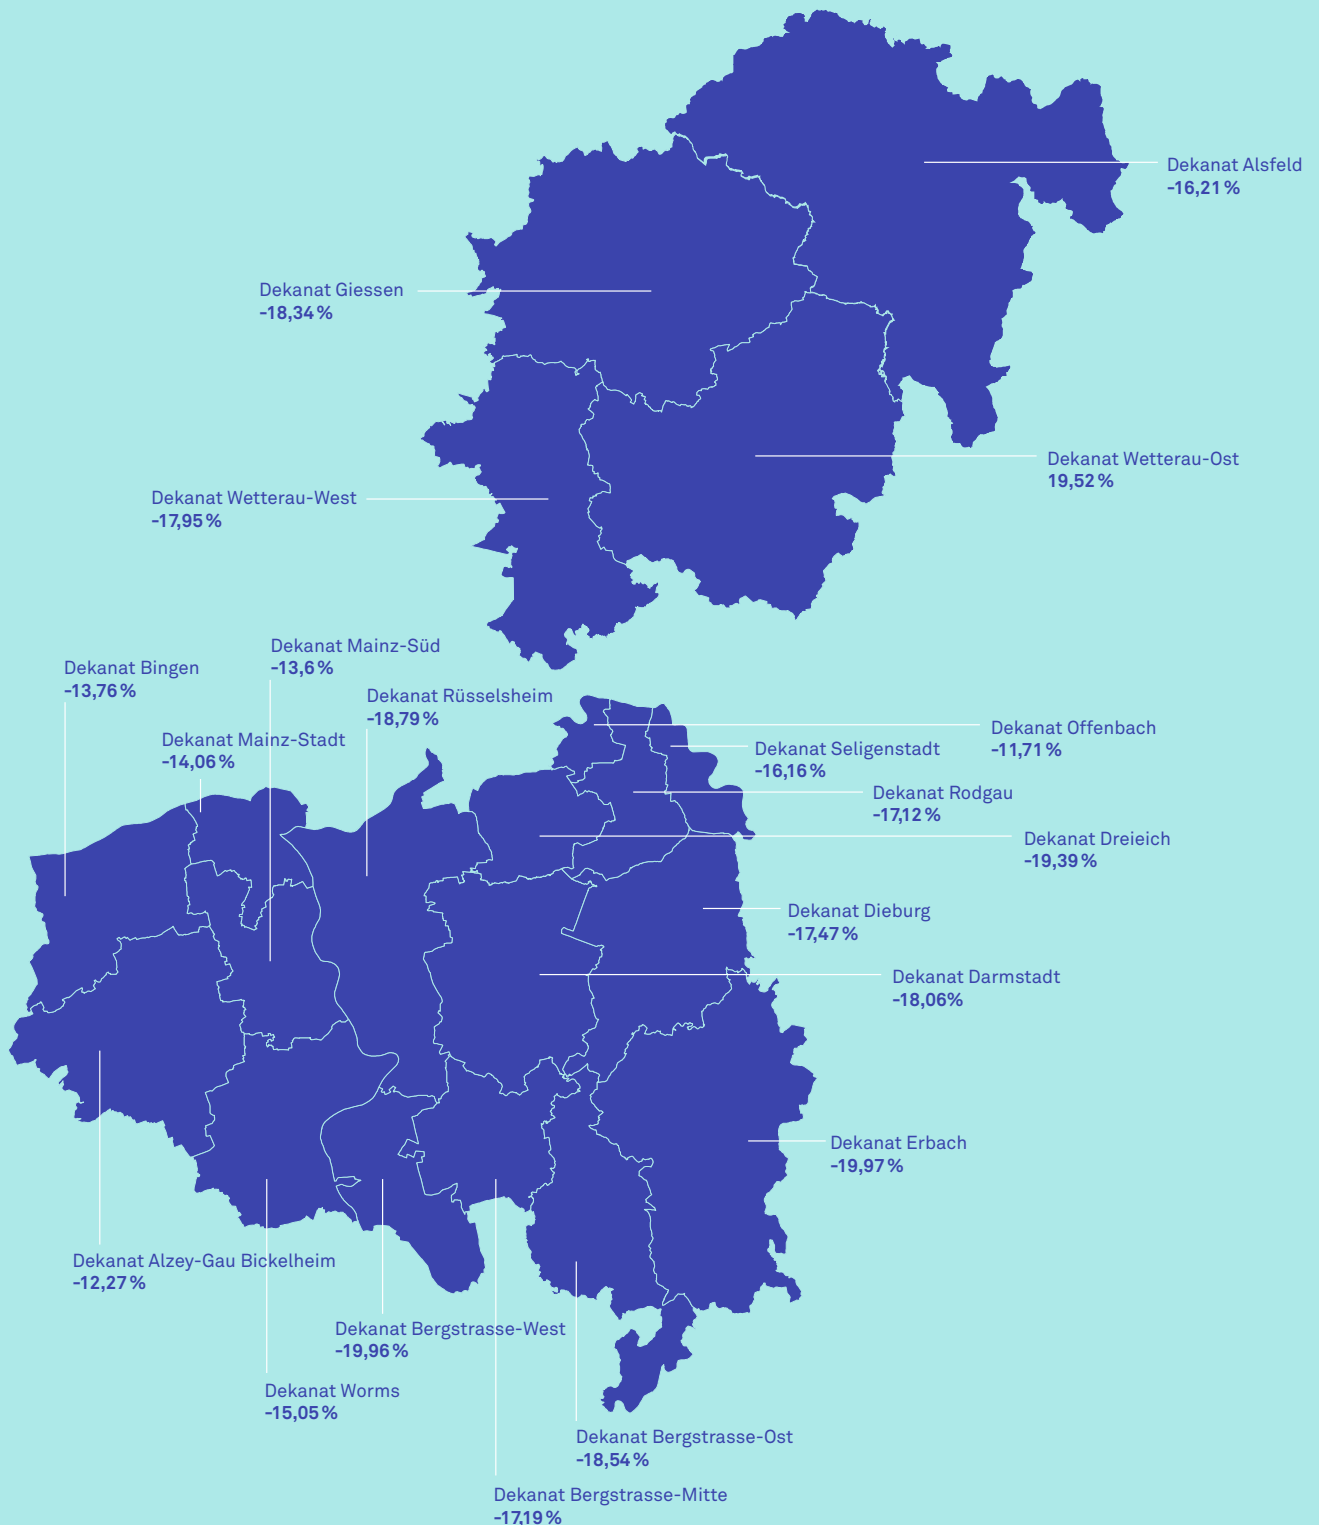 Dekanat Alsfeld
-16,21 %
Dekanat Giessen
-18,34 %
Dekanat Wetterau-Ost
19,52 %
Dekanat Wetterau-West
-17,95 %
Dekanat Mainz-Süd
-13,6 %
Dekanat Bingen
-13,76 %
Dekanat Rüsselsheim
-18,79 %
Dekanat Mainz-Stadt
-14,06 %
Dekanat Offenbach
-11,71 %
Dekanat Seligenstadt
-16,16 %
Dekanat Rodgau
-17,12 %
Dekanat Dreieich
-19,39 %
Dekanat Dieburg
-17,47 %
Dekanat Darmstadt
-18,06%
Dekanat Erbach
-19,97 %
Dekanat Alzey-Gau Bickelheim
-12,27 %
Dekanat Bergstrasse-West
-19,96 %
Dekanat Worms
-15,05 %
Dekanat Bergstrasse-Ost
-18,54 %
Dekanat Bergstrasse-Mitte
-17,19 %